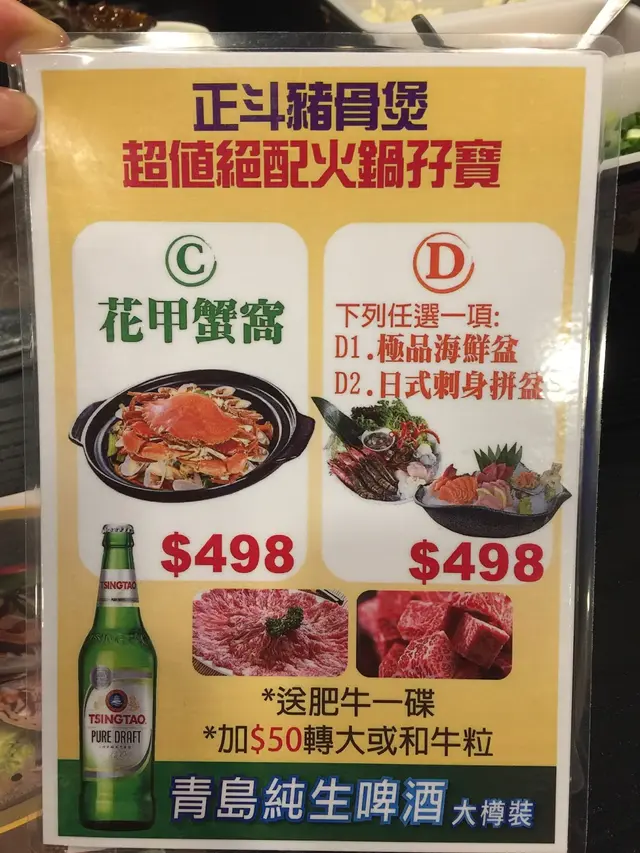 正斗豬骨煲
超值絕配火鍋孖寶
C
花甲蟹窩
$498
D
下列任選一項:
D1.極品海鮮盆
D2.日式刺身拼盆
$498
TSINGTAO
TSINGTAO
PURE DRAFT
*送肥牛一碟
*加$50轉大或和牛粒
青島純生啤酒 大樽裝